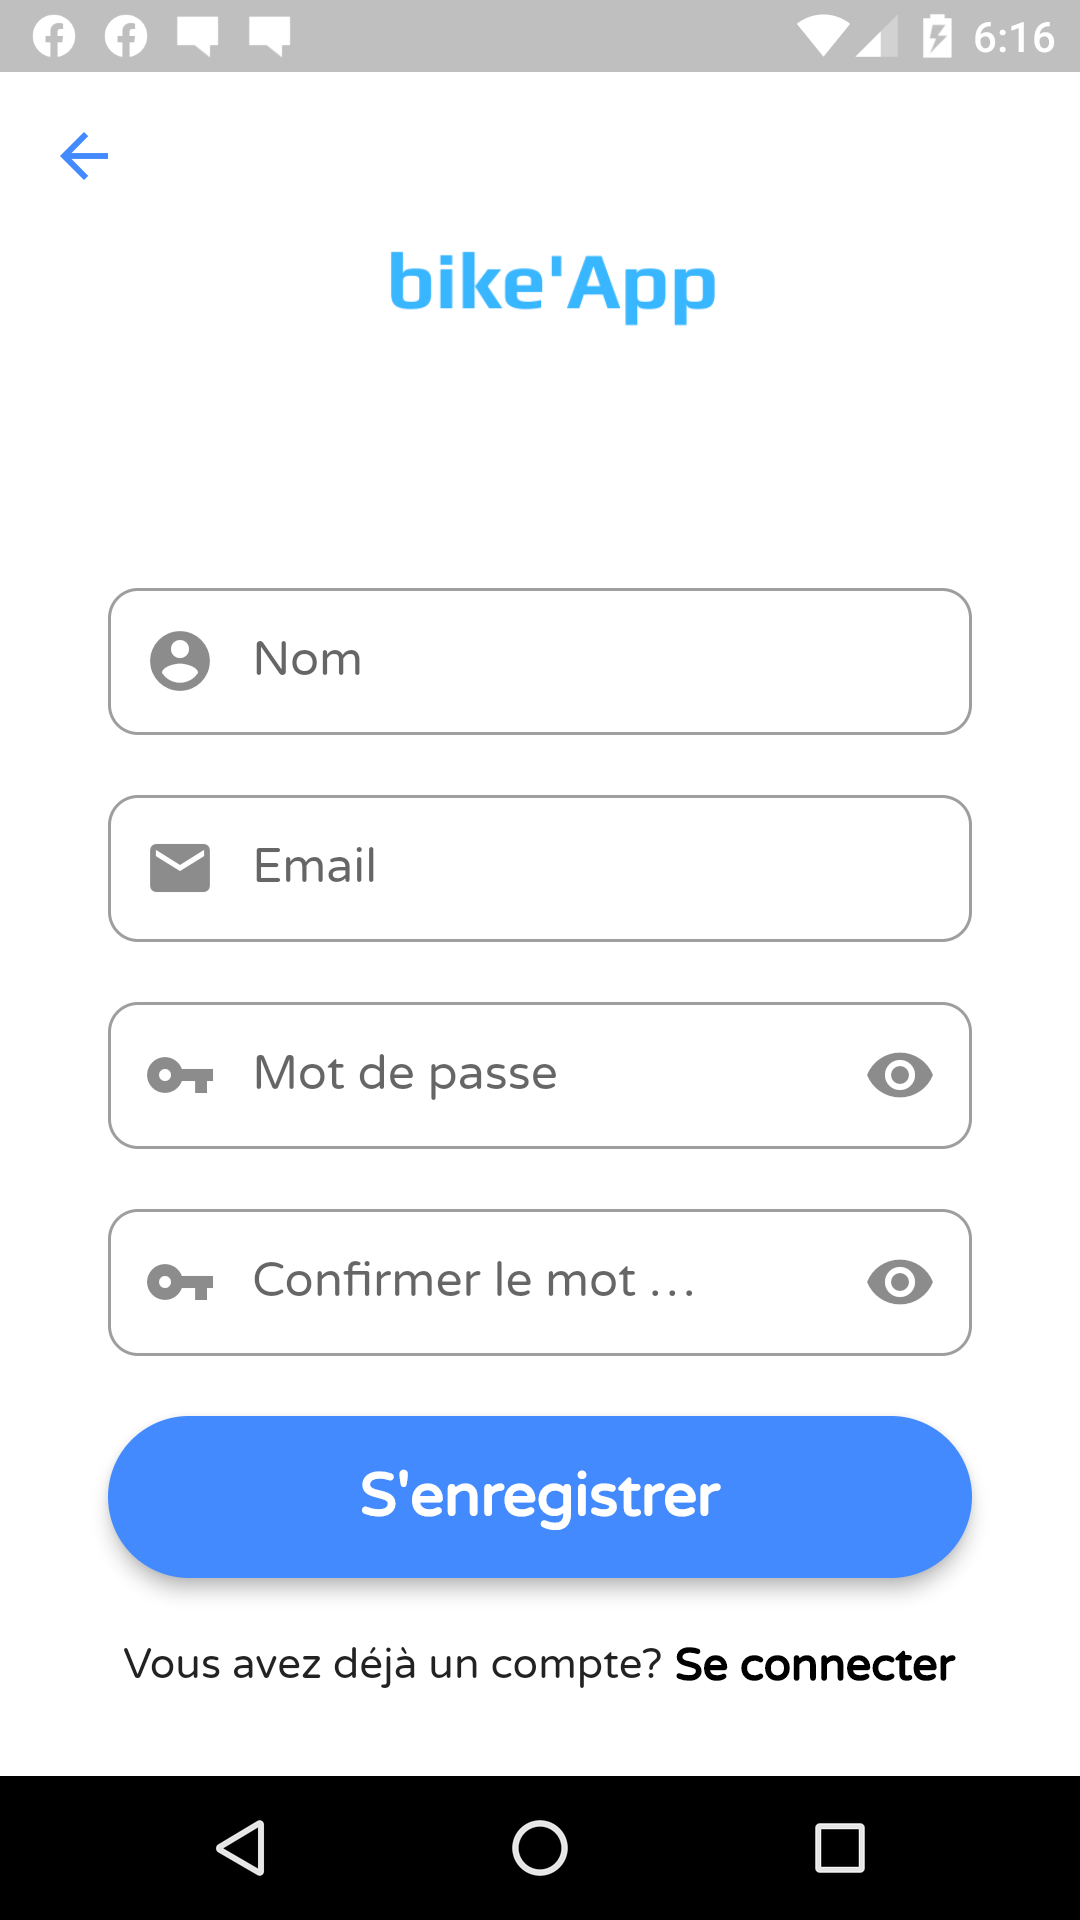 6:16
bike'App
Nom
Email
Mot de passe
Confirmer le mot ...
S'enregistrer
Vous avez déjà un compte? Se connecter